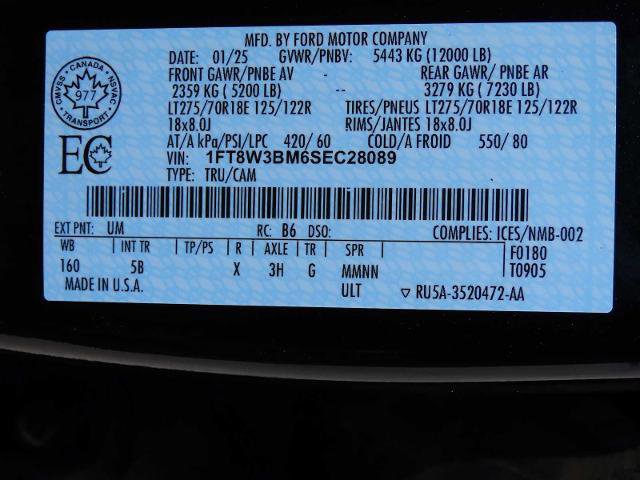 MFD. BY FORD MOTOR COMPANY
DATE: 01/25 GVWR/PNBV: 5443 KG (12000 LB)
FRONT GAWR/PNBE AV REAR GAWR/ PNBE AR
2359 KG ( 5200 LB) -- 3279 KG ( 7230 LB)
LT275/70R18E 125/122R TIRES/PNEUS LT275/70R18E 125/122R
18x8.0J RIMS/JANTES 18x8.0J
AT/A kPa/PSI/LPC 420/ 60 COLD/A FROID 550/ 80
VIN: 1FT8W3BM6SEC28089
TYPE: TRU/CAM
CANADA
CMVSS 977 NSVAC
TRANSPORT
EC
EXT PNT: UM RC: B6 DSO: COMPLIES: ICES/NMB-002
WB INT TR TP/PS R AXLE TR SPR F0180
160 5B X 3H G MMNN T0905
MADE IN U.S.A. ULT ▽ RU5A-3520472-AA